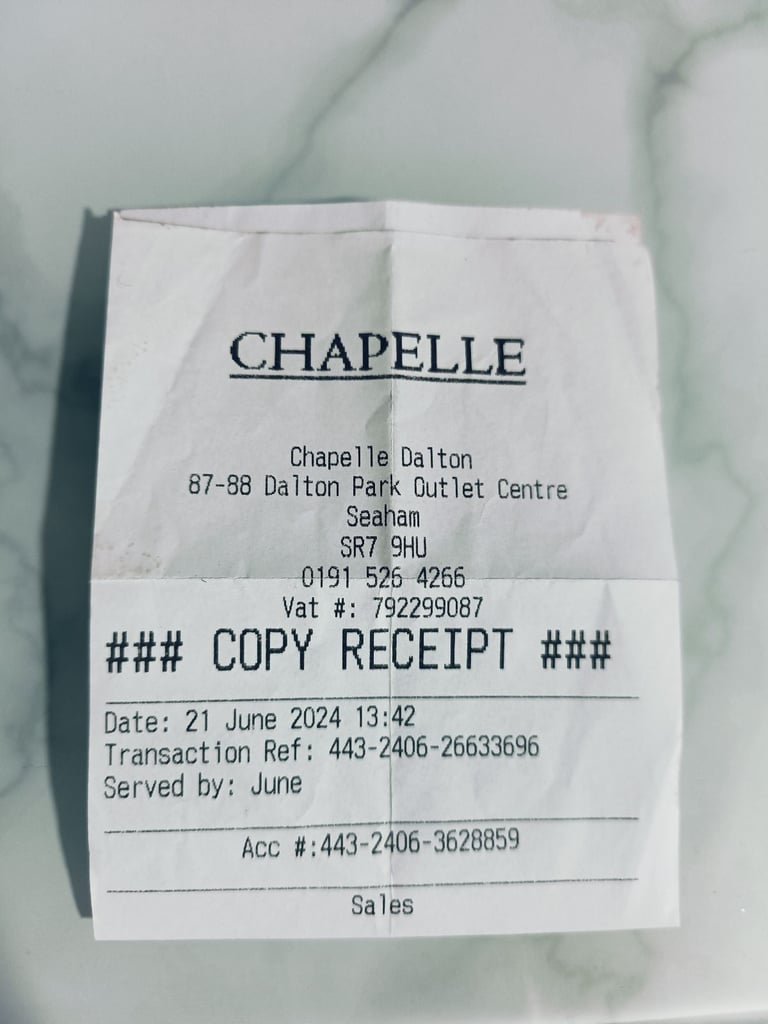 CHAPELLE
Chapelle Dalton
87-88 Dalton Park Outlet Centre
Seaham
SR7 9HU
0191 526 4266
Vat #: 792299087
### COPY RECEIPT ###
Date: 21 June 2024 13:42
Transaction Ref: 443-2406-26633696
Served by: June
Acc #:443-2406-3628859
Sales